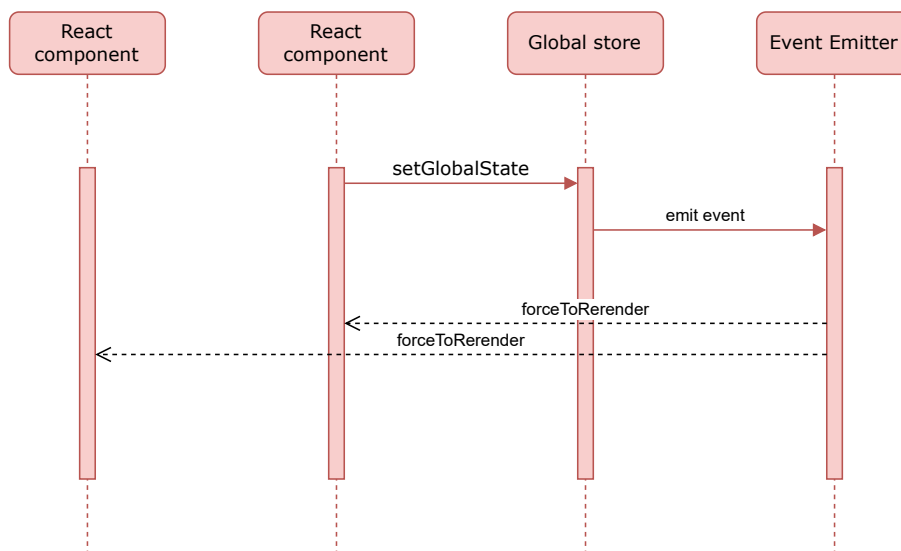 React
component
React
component
Global store
Event Emitter
setGlobalState
emit event
forceToRerender
forceToRerender